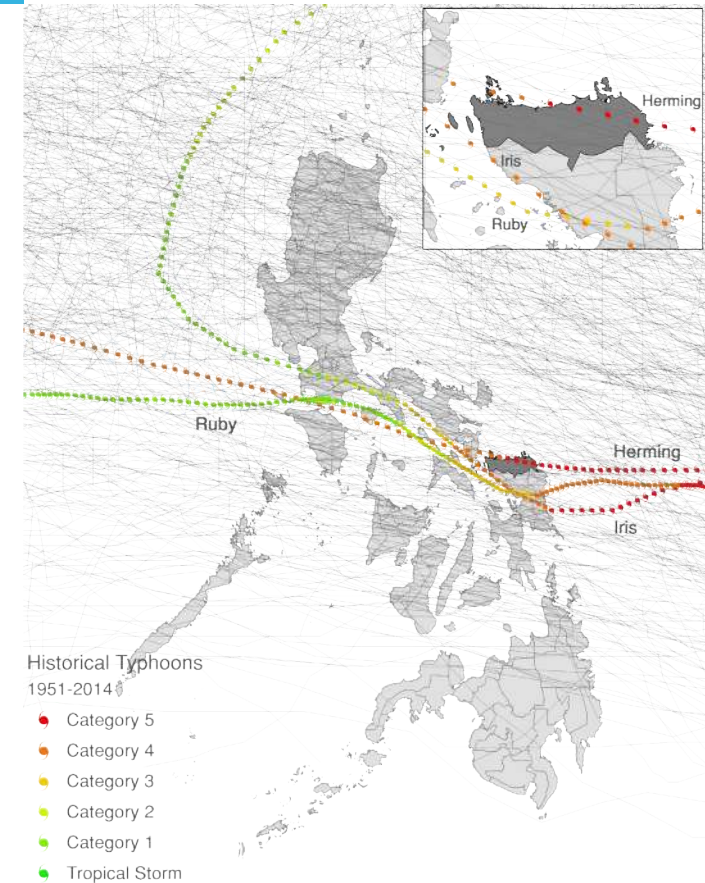 Herming
Iris
Ruby
Ruby
Herming
Iris
Historical Typhoons
1951-2014
Category 5
Category 4
Category 3
Category 2
Category 1
Tropical Storm